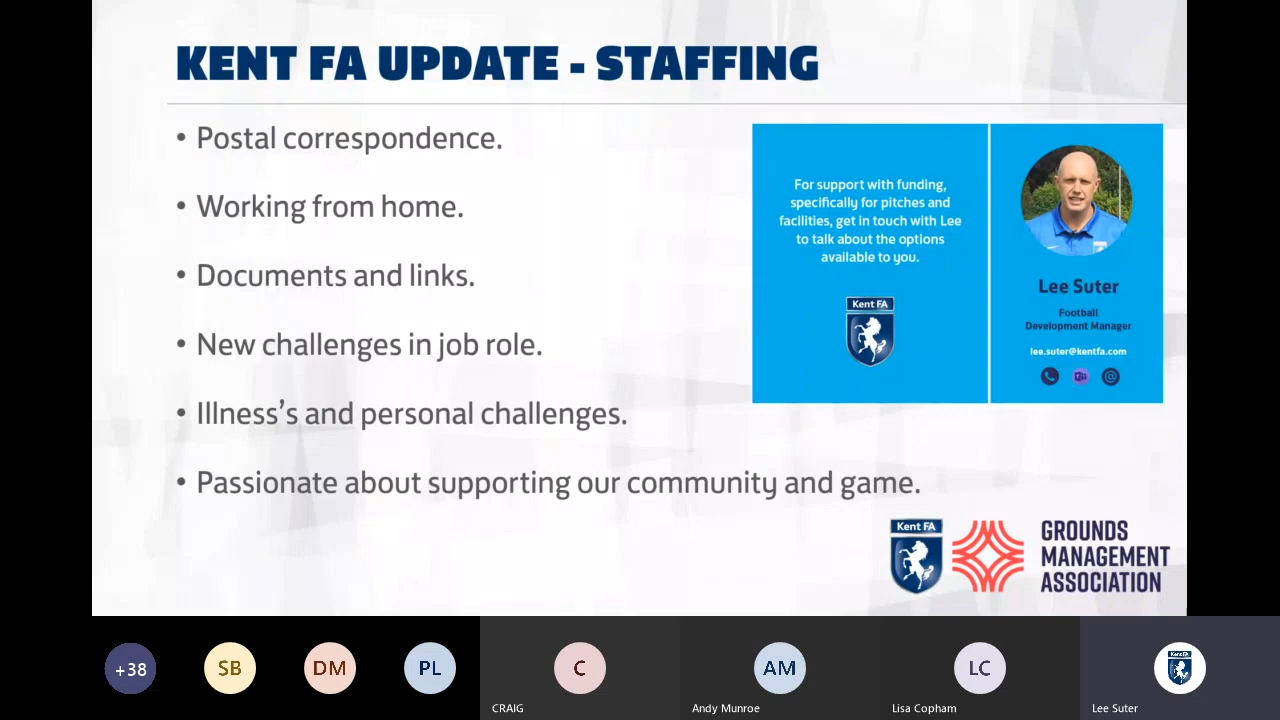 KENT FA UPDATE - STAFFING
• Postal correspondence.
• Working from home.
• Documents and links.
• New challenges in job role.
• Illness’s and personal challenges.
• Passionate about supporting our community and game.
For support with funding,
specifically for pitches and
facilities, get in touch with Lee
to talk about the options
available to you.
Kent FA
Lee Suter
Football
Development Manager
lee.suter@kentfa.com
Kent FA
GROUNDS
MANAGEMENT
ASSOCIATION
+38
SB
DM
PL
C
CRAIG
AM
Andy Munroe
LC
Lisa Copham
Kent FA
Lee Suter